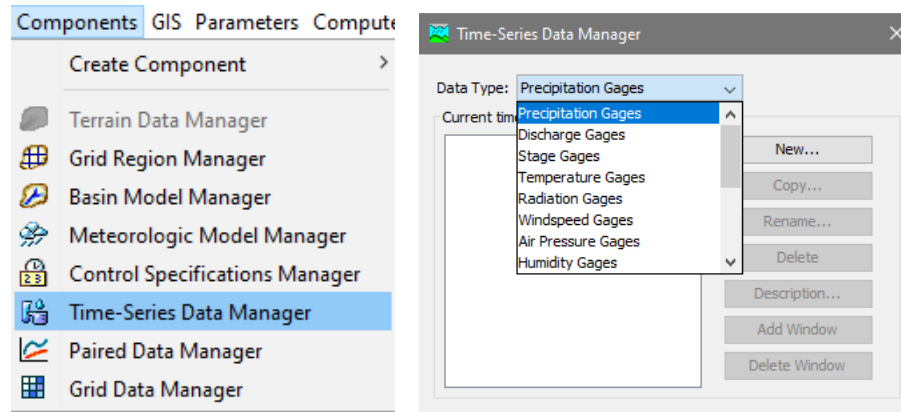 Components GIS Parameters
Create Component
Terrain Data Manager
Grid Region Manager
Basin Model Manager
Meteorologic Model Manager
Control Specifications Manager
Time-Series Data Manager
Paired Data Manager
Grid Data Manager
Time-Series Data Manager
Data Type: Precipitation Gages
Current tim
Precipitation Gages
Discharge Gages
Stage Gages
Temperature Gages
Radiation Gages
Windspeed Gages
Air Pressure Gages
Humidity Gages
New...
Copy...
Rename...
Delete
Description...
Add Window
Delete Window